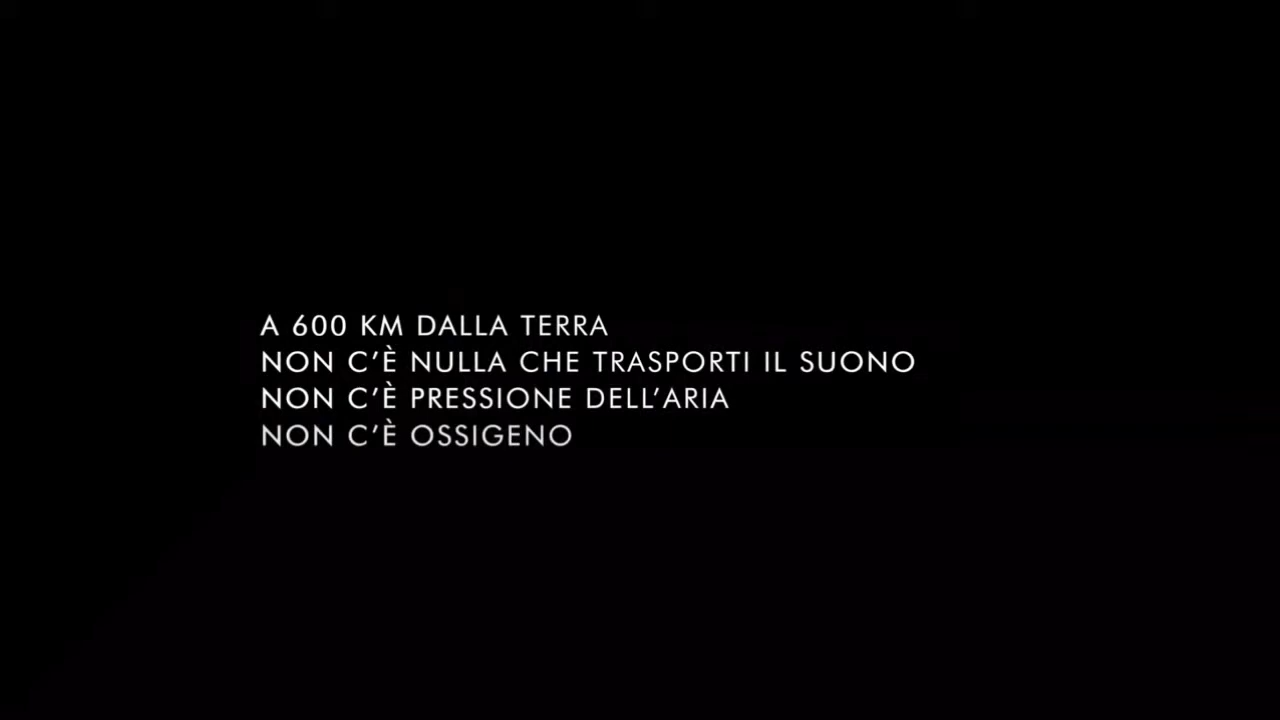 A 600 KM DALLA TERRA
NON C’È NULLA CHE TRASPORTI IL SUONO
NON C’È PRESSIONE DELL’ARIA
NON C’È OSSIGENO